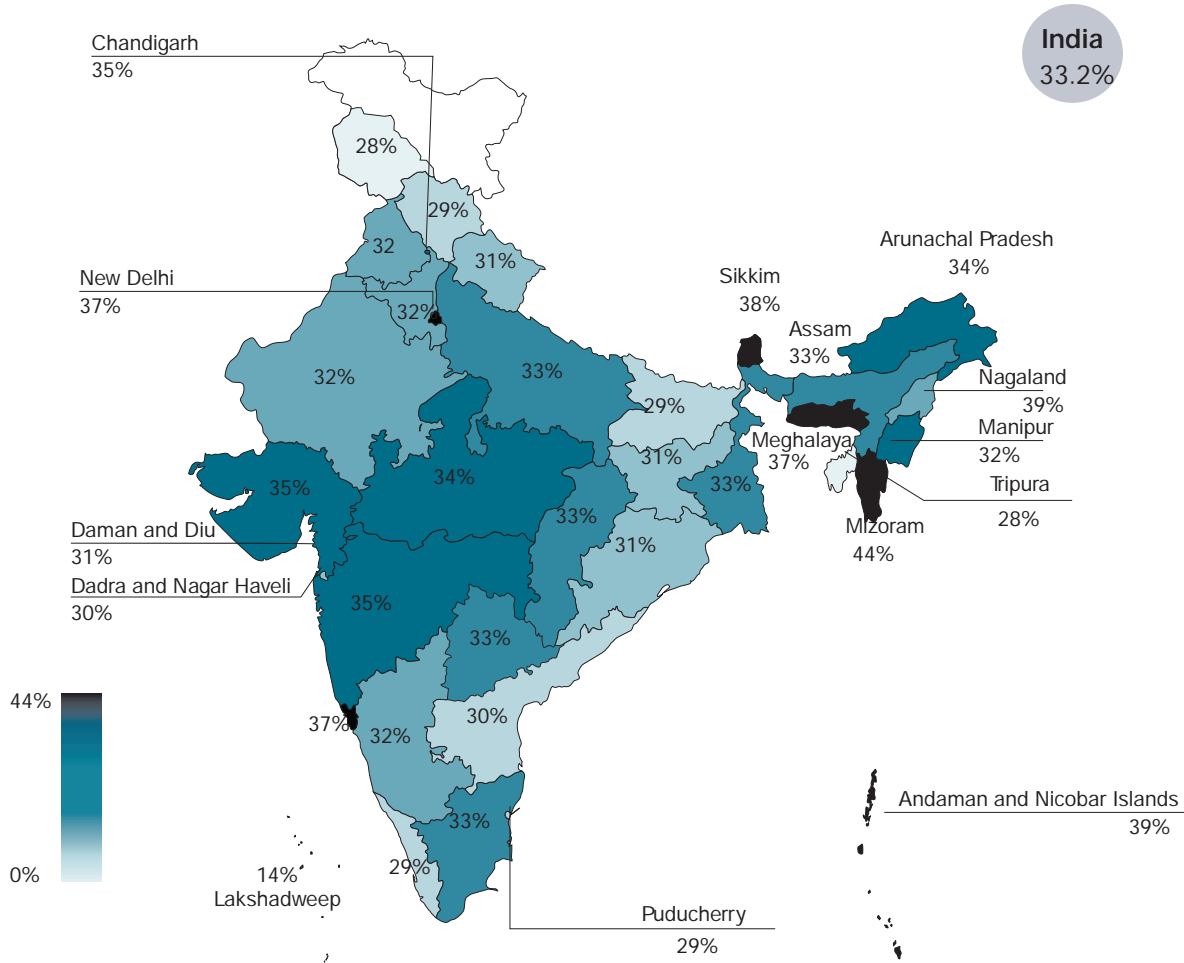 India
33.2%
Chandigarh
35%
28%
29%
32
31%
New Delhi
37%
32%
32%
33%
29%
31%
Sikkim
38%
Assam
33%
Arunachal Pradesh
34%
Nagaland
39%
Manipur
32%
Meghalaya
37%
Tripura
28%
Mizoram
44%
35%
34%
33%
33%
31%
Daman and Diu
31%
Dadra and Nagar Haveli
30%
35%
33%
30%
37%
32%
33%
29%
44%
0%
14%
Lakshadweep
Andaman and Nicobar Islands
39%
Puducherry
29%